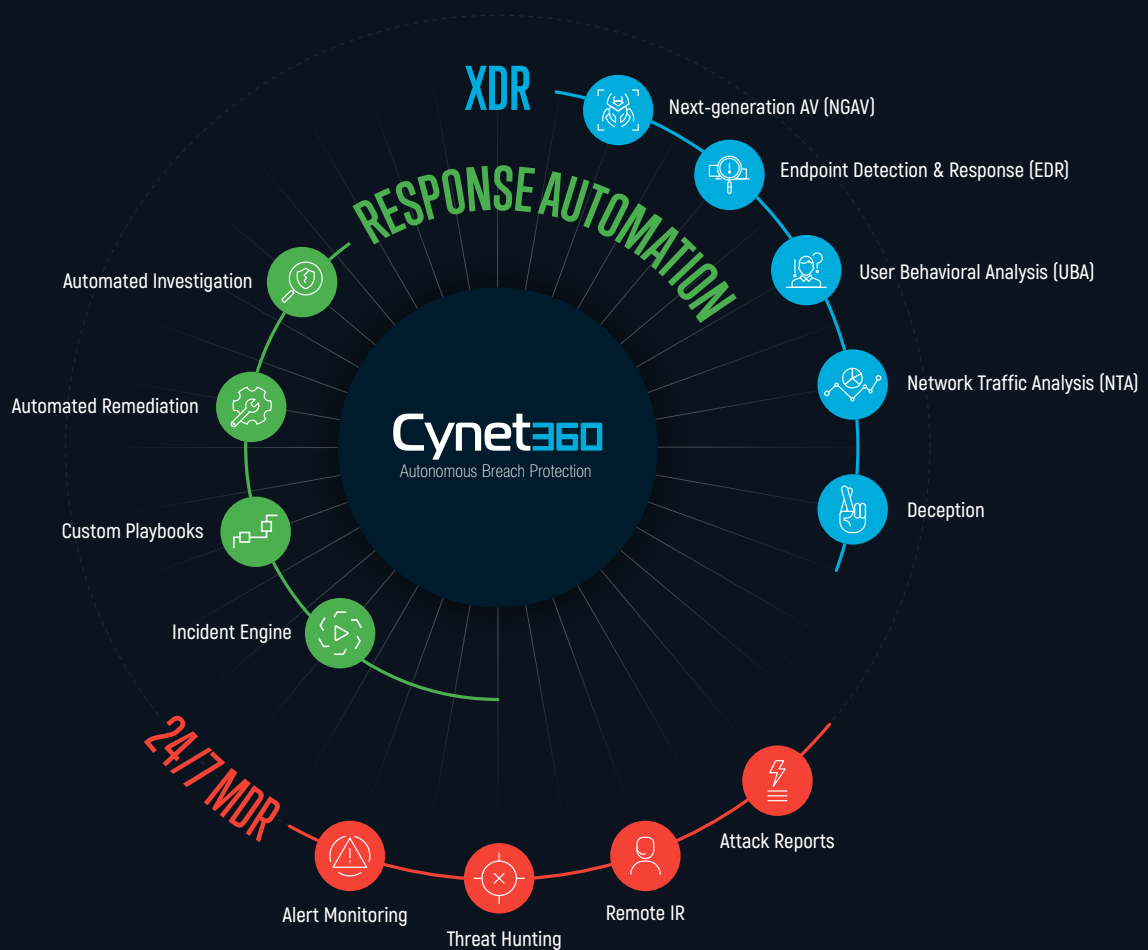 XDR
Next-generation AV (NGAV)
Endpoint Detection & Response (EDR)
User Behavioral Analysis (UBA)
Network Traffic Analysis (NTA)
Deception
RESPONSE AUTOMATION
Automated Investigation
Automated Remediation
Custom Playbooks
Incident Engine
Cynet360
Autonomous Breach Protection
24/7 MDR
Alert Monitoring
Threat Hunting
Remote IR
Attack Reports